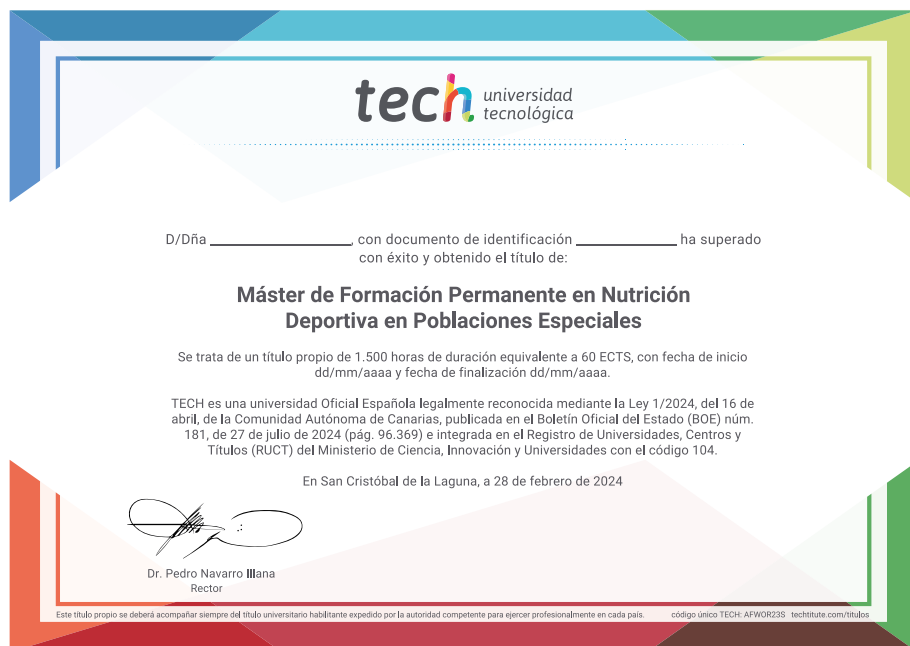 tech universidad
tecnológica
D/Dña ______________, con documento de identificación __________ ha superado
con éxito y obtenido el título de:
Máster de Formación Permanente en Nutrición
Deportiva en Poblaciones Especiales
Se trata de un título propio de 1.500 horas de duración equivalente a 60 ECTS, con fecha de inicio
dd/mm/aaaa y fecha de finalización dd/mm/aaaa.
TECH es una universidad Oficial Española legalmente reconocida mediante la Ley 1/2024, del 16 de
abril, de la Comunidad Autónoma de Canarias, publicada en el Boletín Oficial del Estado (BOE) núm.
181, de 27 de julio de 2024 (pág. 96.369) e integrada en el Registro de Universidades, Centros y
Títulos (RUCT) del Ministerio de Ciencia, Innovación y Universidades con el código 104.
En San Cristóbal de la Laguna, a 28 de febrero de 2024
Dr. Pedro Navarro Illana
Rector
Este título propio se deberá acompañar siempre del título universitario habilitante expedido por la autoridad competente para ejercer profesionalmente en cada país. código único TECH: AFWOR23S techtitute.com/titulos